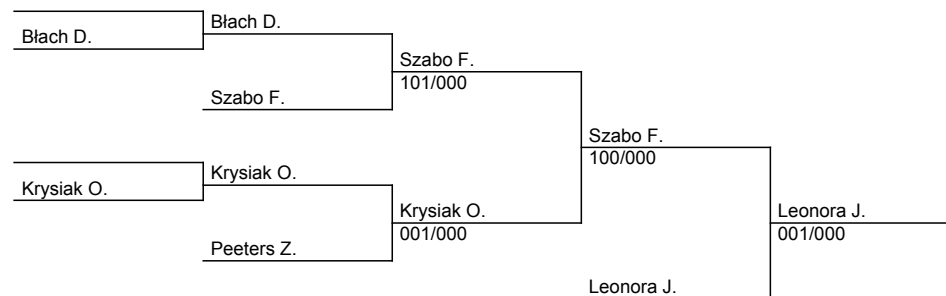 Błach D.
Błach D.
Szabo F.
Szabo F.
101/000
Szabo F.
100/000
Krysiak O.
Krysiak O.
Krysiak O.
001/000
Leonora J.
001/000
Peeters Z.
Leonora J.